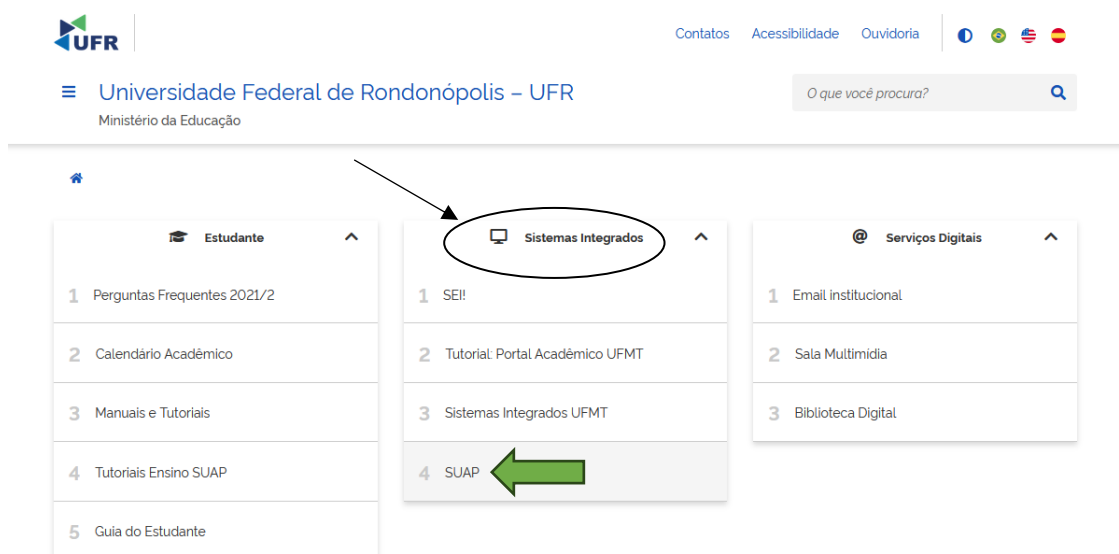 UFR
Contatos Acessibilidade Ouvidoria
Universidade Federal de Rondonópolis – UFR
O que você procura?
Ministério da Educação
Estudante
1 Perguntas Frequentes 2021/2
2 Calendário Acadêmico
3 Manuais e Tutoriais
4 Tutoriais Ensino SUAP
5 Guia do Estudante
Sistemas Integrados
1 SEI!
2 Tutorial: Portal Acadêmico UFMT
3 Sistemas Integrados UFMT
4 SUAP
@ Serviços Digitais
1 Email institucional
2 Sala Multimídia
3 Biblioteca Digital